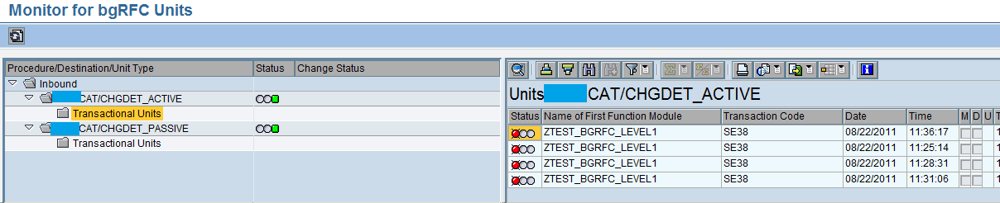 Monitor for bgRFC Units
Procedure/Destination/Unit Type Status Change Status
Inbound
CAT/CHGDET_ACTIVE
Transactional Units
CAT/CHGDET_PASSIVE
Transactional Units
Units CAT/CHGDET_ACTIVE
Status Name of First Function Module Transaction Code Date Time M D U T
ZTEST_BGRFC_LEVEL1 SE38 08/22/2011 11:36:17 1
ZTEST_BGRFC_LEVEL1 SE38 08/22/2011 11:25:14 1
ZTEST_BGRFC_LEVEL1 SE38 08/22/2011 11:28:31 1
ZTEST_BGRFC_LEVEL1 SE38 08/22/2011 11:31:06 1